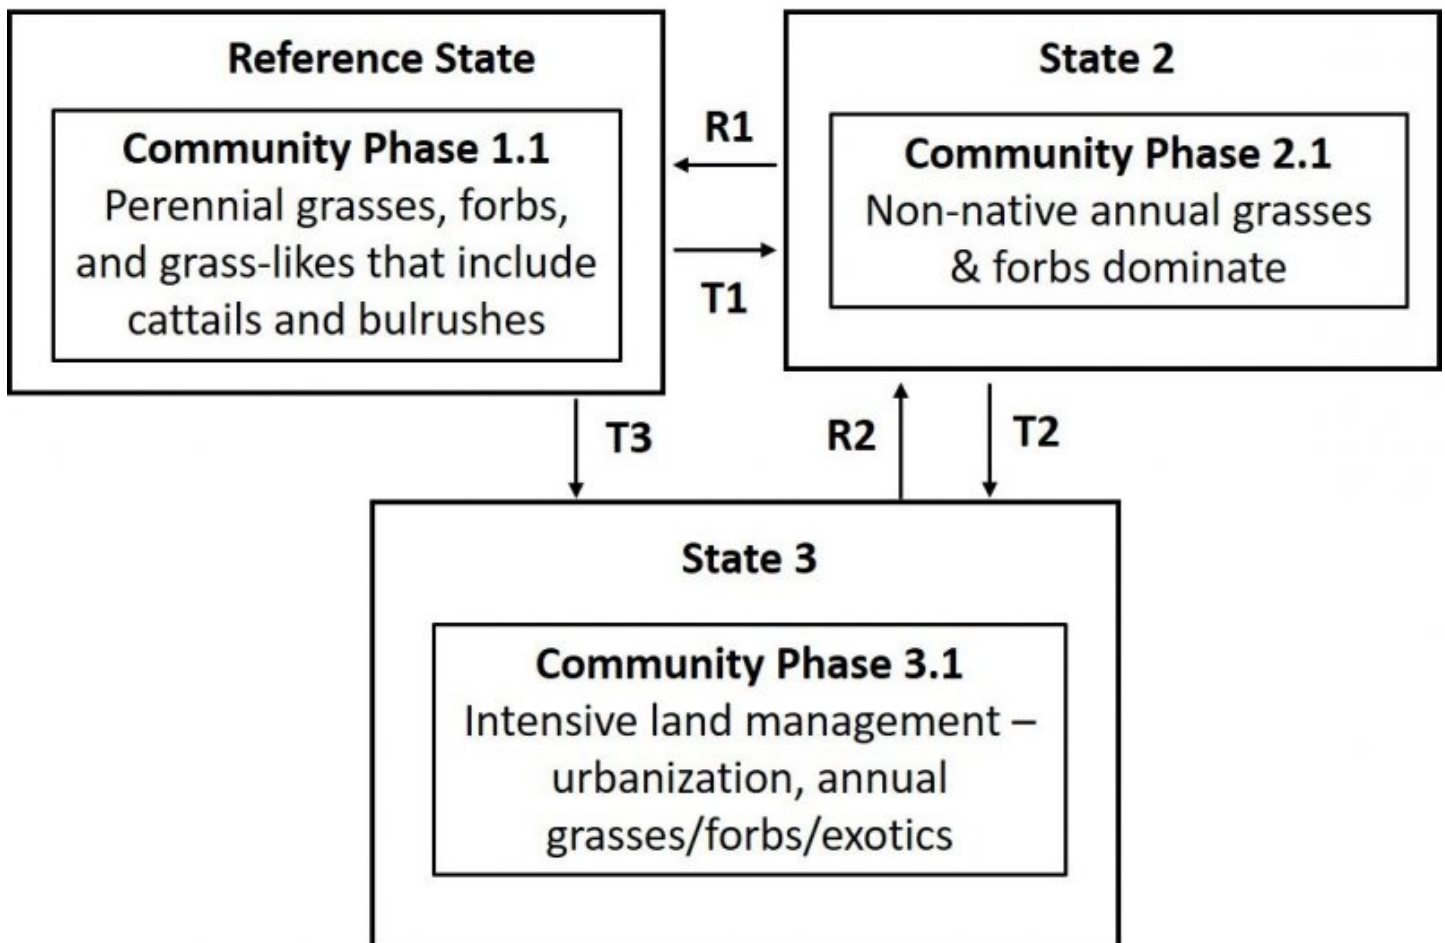 Reference State
Community Phase 1.1
Perennial grasses, forbs,
and grass-likes that include
cattails and bulrushes
R1
T1
State 2
Community Phase 2.1
Non-native annual grasses
& forbs dominate
T3
R2
T2
State 3
Community Phase 3.1
Intensive land management –
urbanization, annual
grasses/forbs/exotics